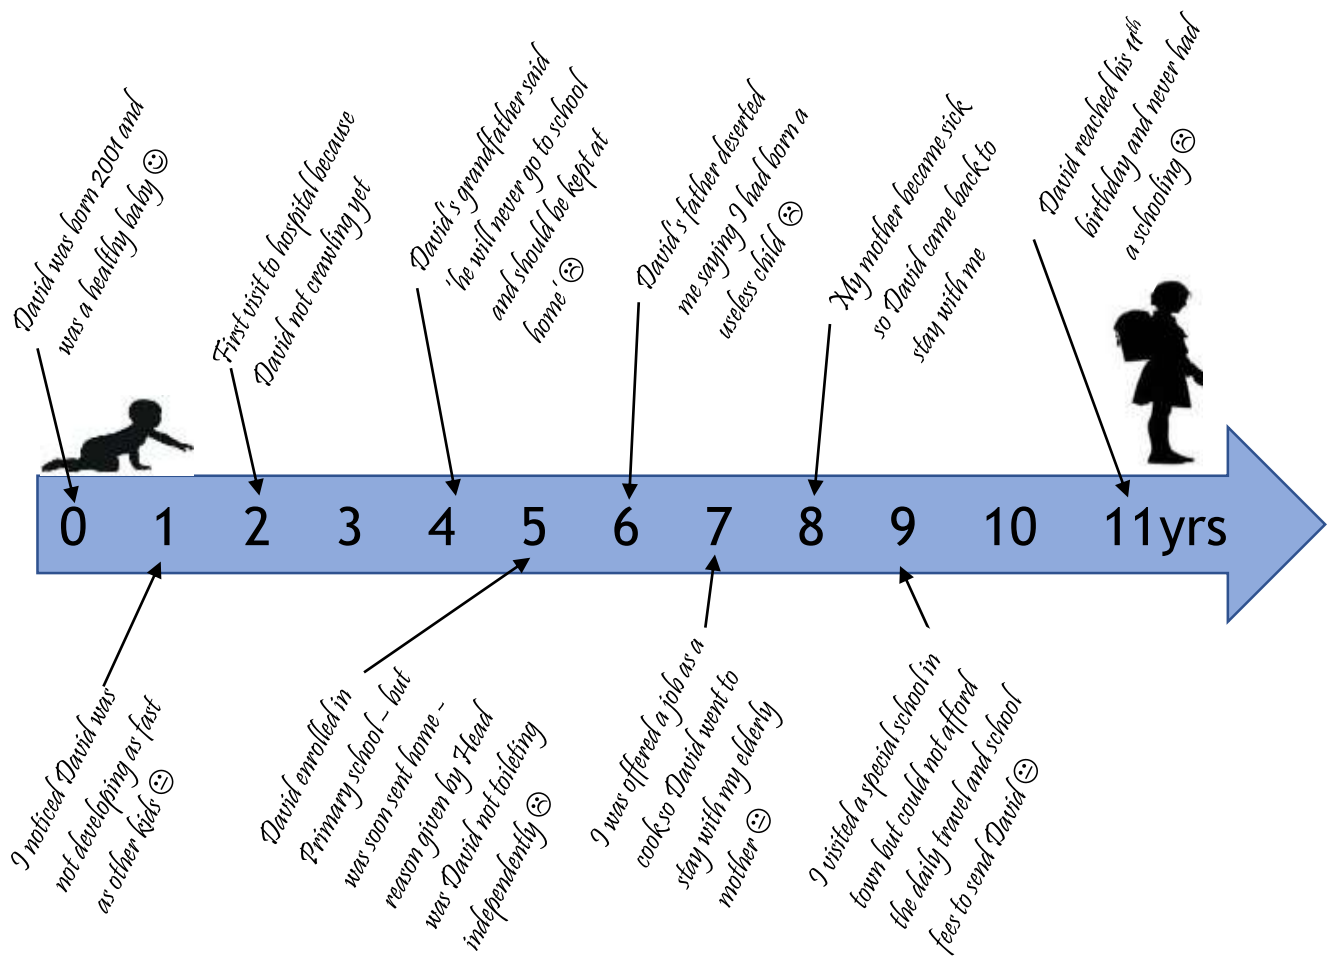 David was born 2001 and
was a healthy baby ☺
First visit to hospital because
David not crawling yet
David's grandfather said
'he will never go to school
and should be kept at
home' ☹
David's father deserted
me saying I had born a
useless child ☹
My mother became sick
so David came back to
stay with me
David reached his 11th
birthday and never had
a schooling ☹
0 1 2 3 4 5 6 7 8 9 10 11yrs
I noticed David was
not developing as fast
as other kids 😐
David enrolled in
Primary school – but
was soon sent home –
reason given by Head
was David not toileting
independently ☹
I was offered a job as a
cook so David went to
stay with my elderly
mother 😐
I visited a special school in
town but could not afford
the daily travel and school
fees to send David 😐